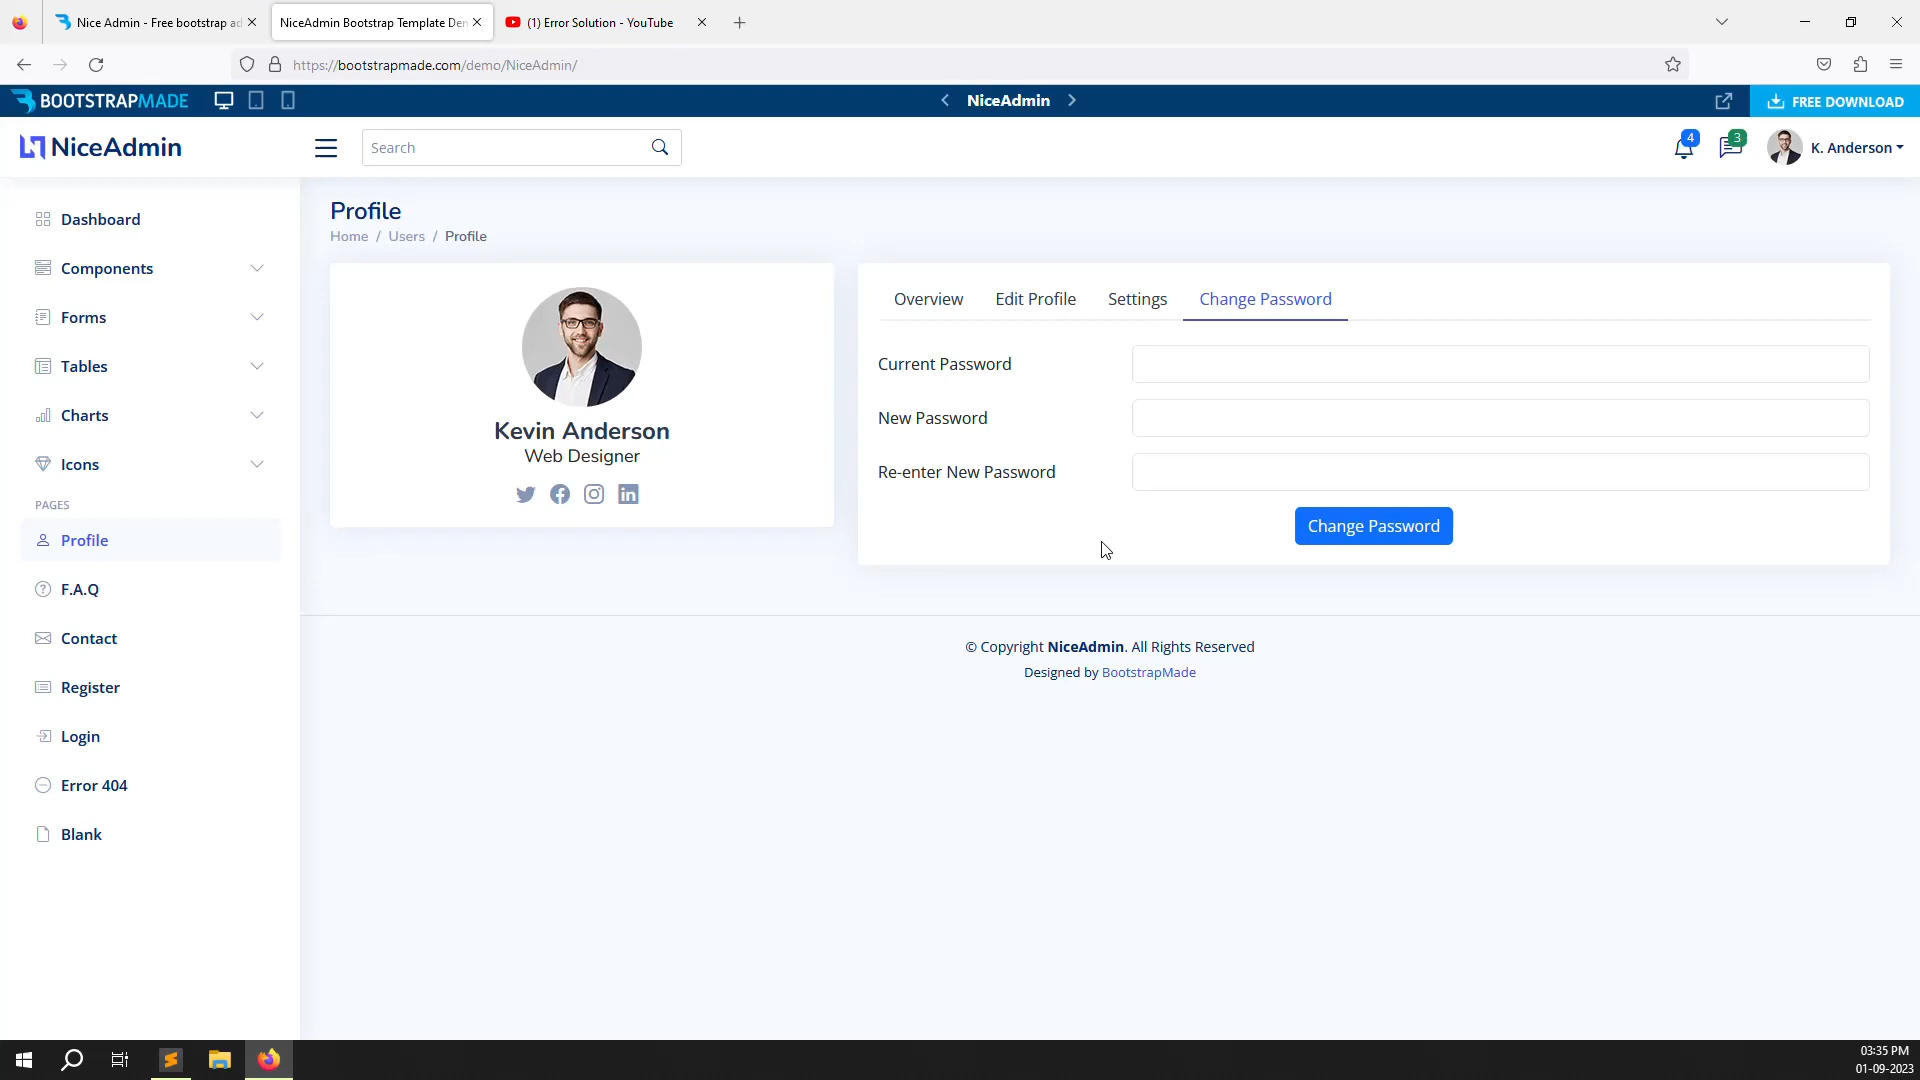 Nice Admin - Free bootstrap ad
NiceAdmin Bootstrap Template Den
(1) Error Solution - YouTube
https://bootstrapmade.com/demo/NiceAdmin/
BOOTSTRAPMADE
NiceAdmin
FREE DOWNLOAD
NiceAdmin
Search
4
3
K. Anderson
Dashboard
Components
Forms
Tables
Charts
Icons
PAGES
Profile
F.A.Q
Contact
Register
Login
Error 404
Blank
Profile
Home / Users / Profile
Kevin Anderson
Web Designer
Overview Edit Profile Settings Change Password
Current Password
New Password
Re-enter New Password
Change Password
© Copyright NiceAdmin. All Rights Reserved
Designed by BootstrapMade
03:35 PM
01-09-2023